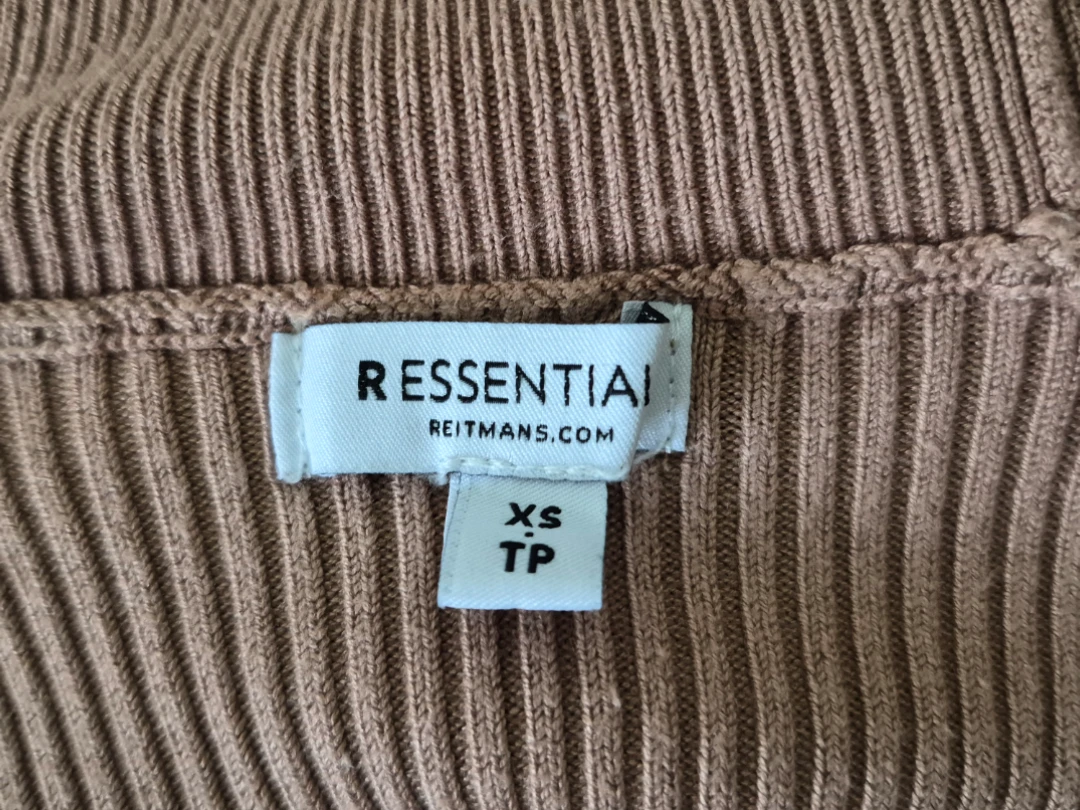 R ESSENTIAL
REITMANS.COM
XS
-
TP